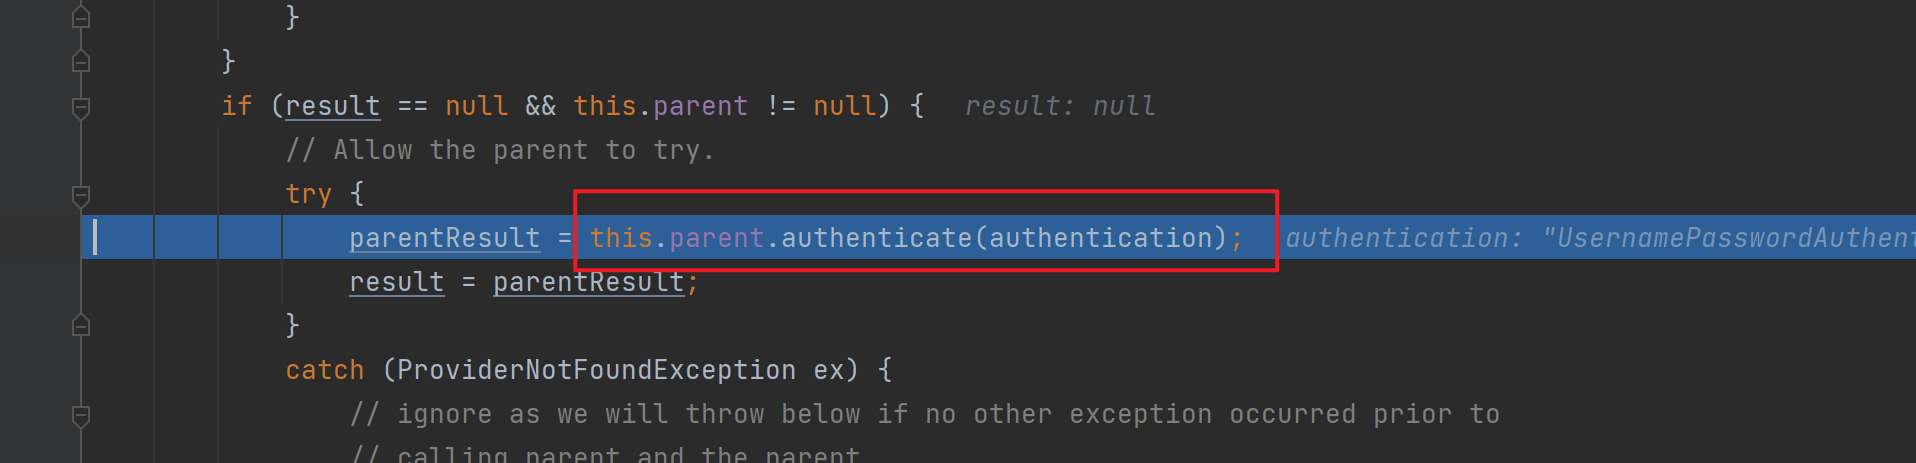 }
}
if (result == null && this.parent != null) { result: null
// Allow the parent to try.
try {
parentResult = this.parent.authenticate(authentication); authentication: "UsernamePasswordAuthent
result = parentResult;
}
catch (ProviderNotFoundException ex) {
// ignore as we will throw below if no other exception occurred prior to
// calling parent and the parent